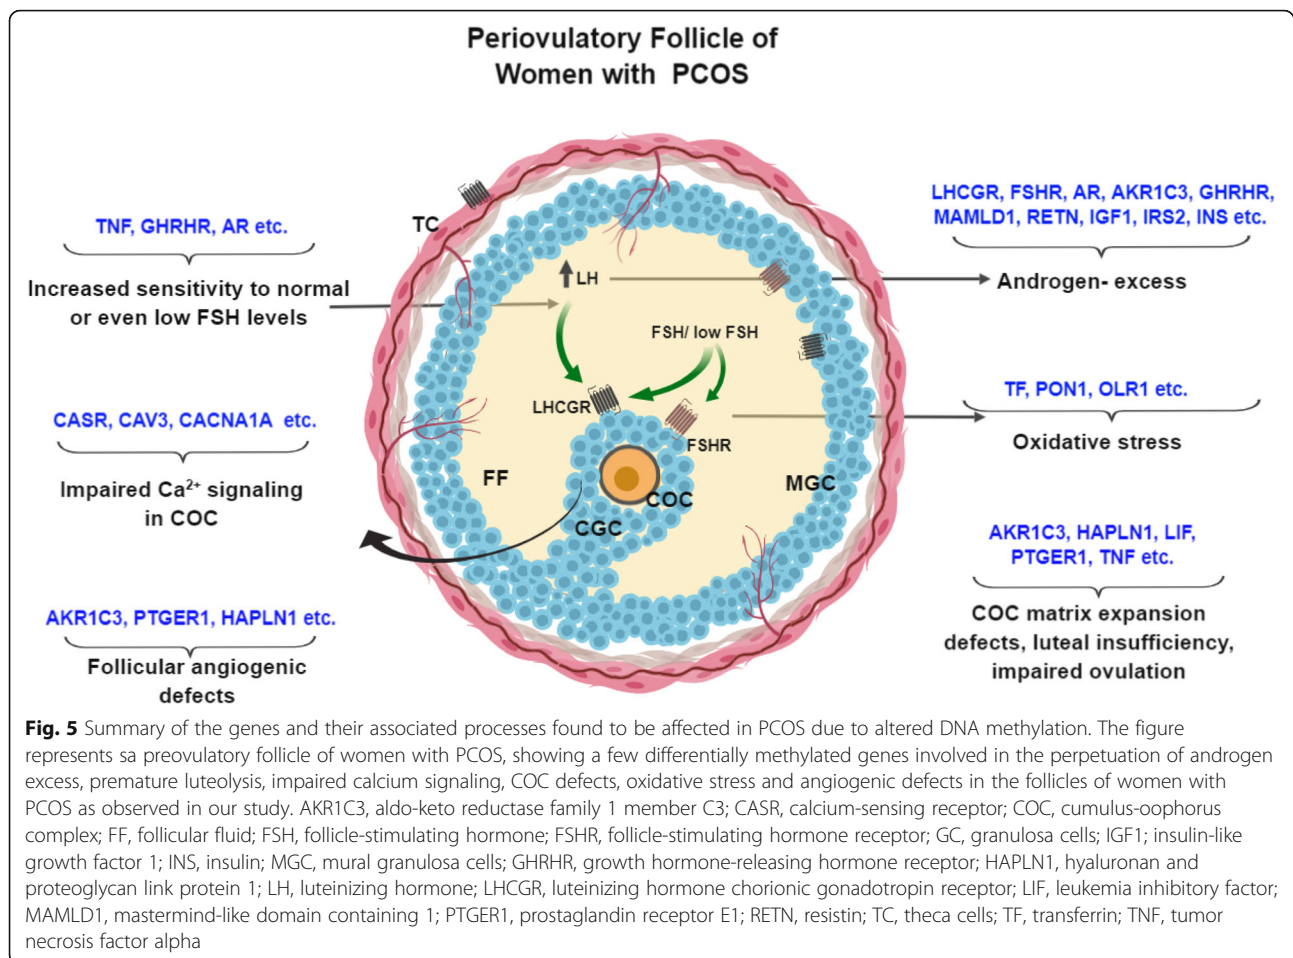 Periovulatory Follicle of
Women with PCOS
TNF, GHRHR, AR etc.
Increased sensitivity to normal
or even low FSH levels
CASR, CAV3, CACNA1A etc.
Impaired Ca²⁺ signaling
in COC
AKR1C3, PTGER1, HAPLN1 etc.
Follicular angiogenic
defects
TC
LH
FSH/ low FSH
LHCGR
FSHR
FF
COC
CGC
MGC
LHCGR, FSHR, AR, AKR1C3, GHRHR,
MAMLD1, RETN, IGF1, IRS2, INS etc.
Androgen- excess
TF, PON1, OLR1 etc.
Oxidative stress
AKR1C3, HAPLN1, LIF,
PTGER1, TNF etc.
COC matrix expansion
defects, luteal insufficiency,
impaired ovulation
Fig. 5 Summary of the genes and their associated processes found to be affected in PCOS due to altered DNA methylation. The figure
represents sa preovulatory follicle of women with PCOS, showing a few differentially methylated genes involved in the perpetuation of androgen
excess, premature luteolysis, impaired calcium signaling, COC defects, oxidative stress and angiogenic defects in the follicles of women with
PCOS as observed in our study. AKR1C3, aldo-keto reductase family 1 member C3; CASR, calcium-sensing receptor; COC, cumulus-oophorus
complex; FF, follicular fluid; FSH, follicle-stimulating hormone; FSHR, follicle-stimulating hormone receptor; GC, granulosa cells; IGF1; insulin-like
growth factor 1; INS, insulin; MGC, mural granulosa cells; GHRHR, growth hormone-releasing hormone receptor; HAPLN1, hyaluronan and
proteoglycan link protein 1; LH, luteinizing hormone; LHCGR, luteinizing hormone chorionic gonadotropin receptor; LIF, leukemia inhibitory factor;
MAMLD1, mastermind-like domain containing 1; PTGER1, prostaglandin receptor E1; RETN, resistin; TC, theca cells; TF, transferrin; TNF, tumor
necrosis factor alpha